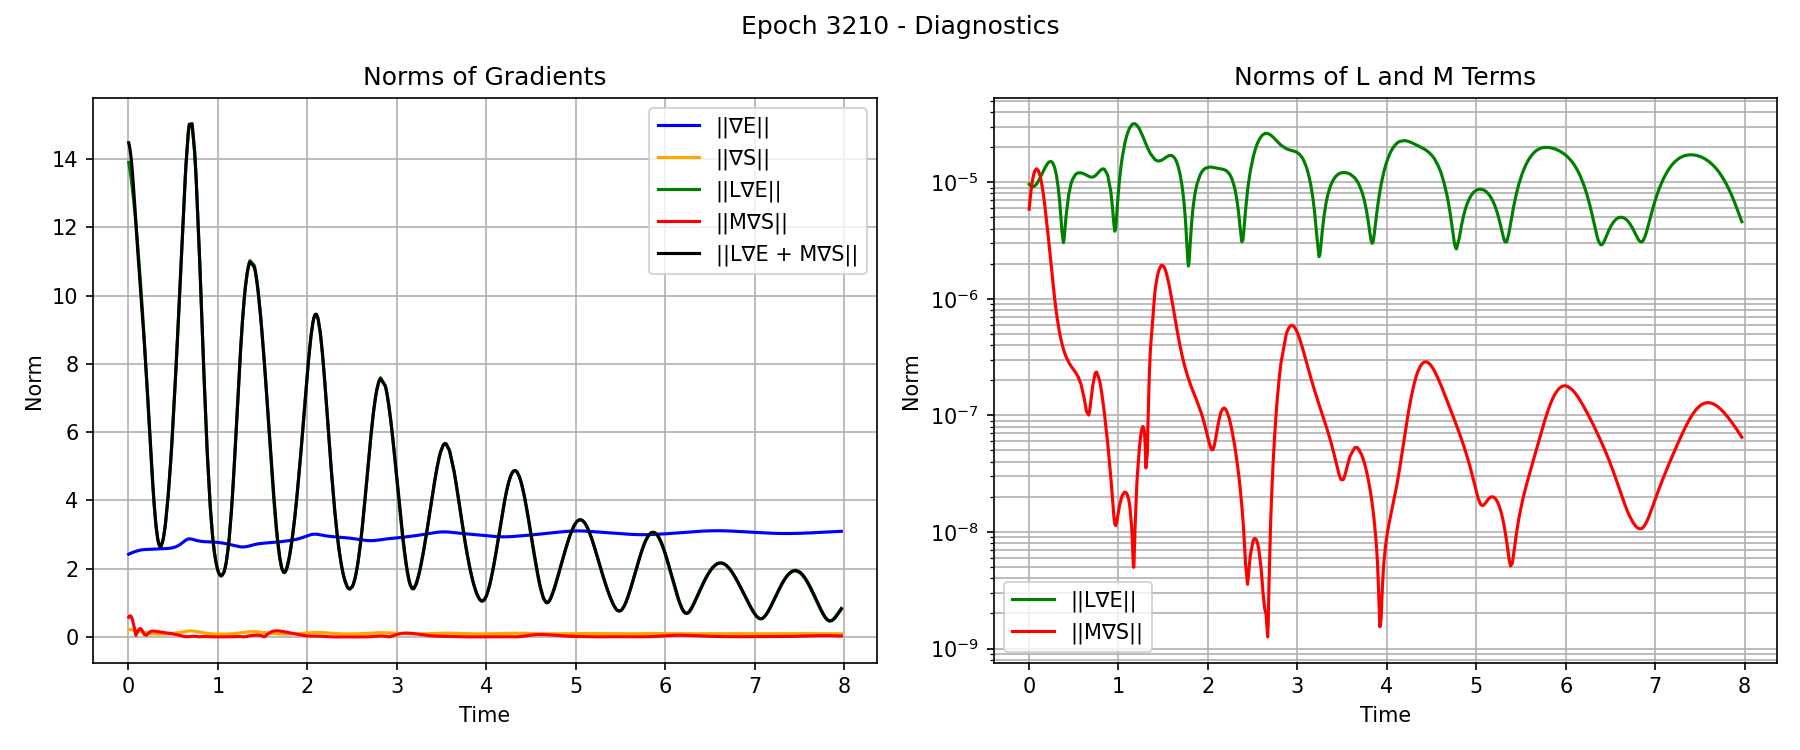 Epoch 3210 - Diagnostics
Norms of Gradients
||∇E||
||∇S||
||L∇E||
||M∇S||
||L∇E + M∇S||
14
12
10
8
6
4
2
0
Norm
0 1 2 3 4 5 6 7 8
Time
Norms of L and M Terms
10⁻⁵
10⁻⁶
10⁻⁷
10⁻⁸
10⁻⁹
Norm
||L∇E||
||M∇S||
0 1 2 3 4 5 6 7 8
Time